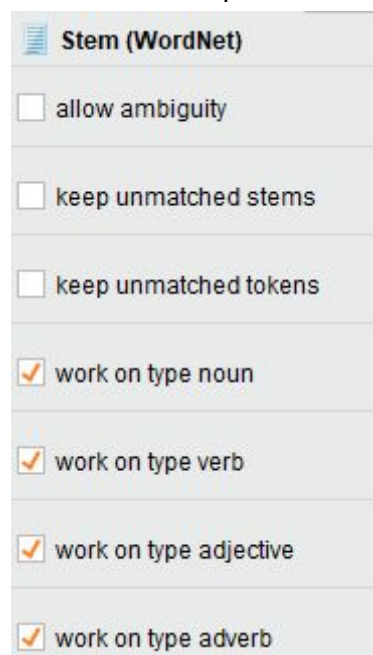 Stem (WordNet)
allow ambiguity
keep unmatched stems
keep unmatched tokens
work on type noun
work on type verb
work on type adjective
work on type adverb